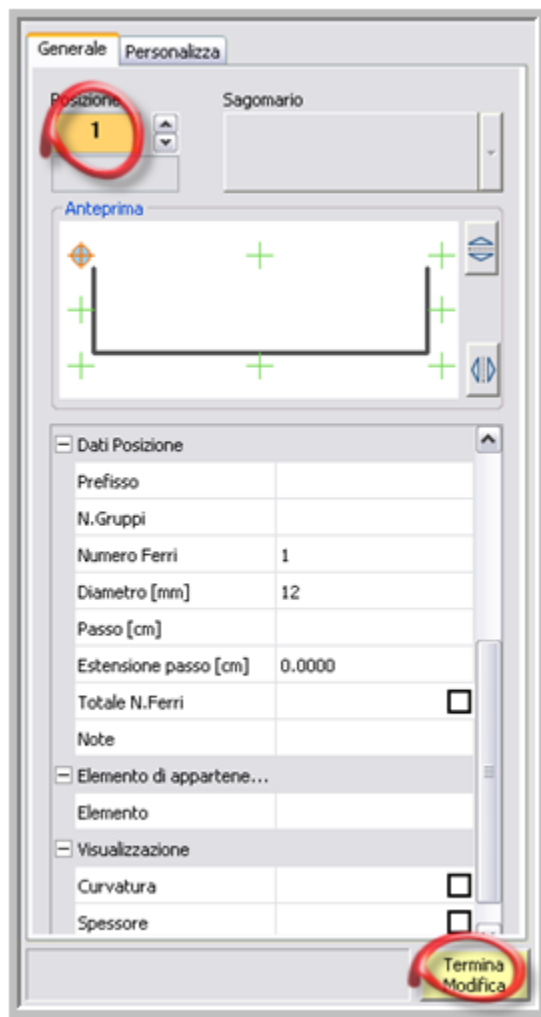 Generale Personalizza
Posizione Sagomario
1
Anteprima
Dati Posizione
Prefisso
N.Gruppi
Numero Ferri 1
Diametro [mm] 12
Passo [cm]
Estensione passo [cm] 0.0000
Totale N.Ferri
Note
Elemento di appartene...
Elemento
Visualizzazione
Curvatura
Spessore
Termina
Modifica